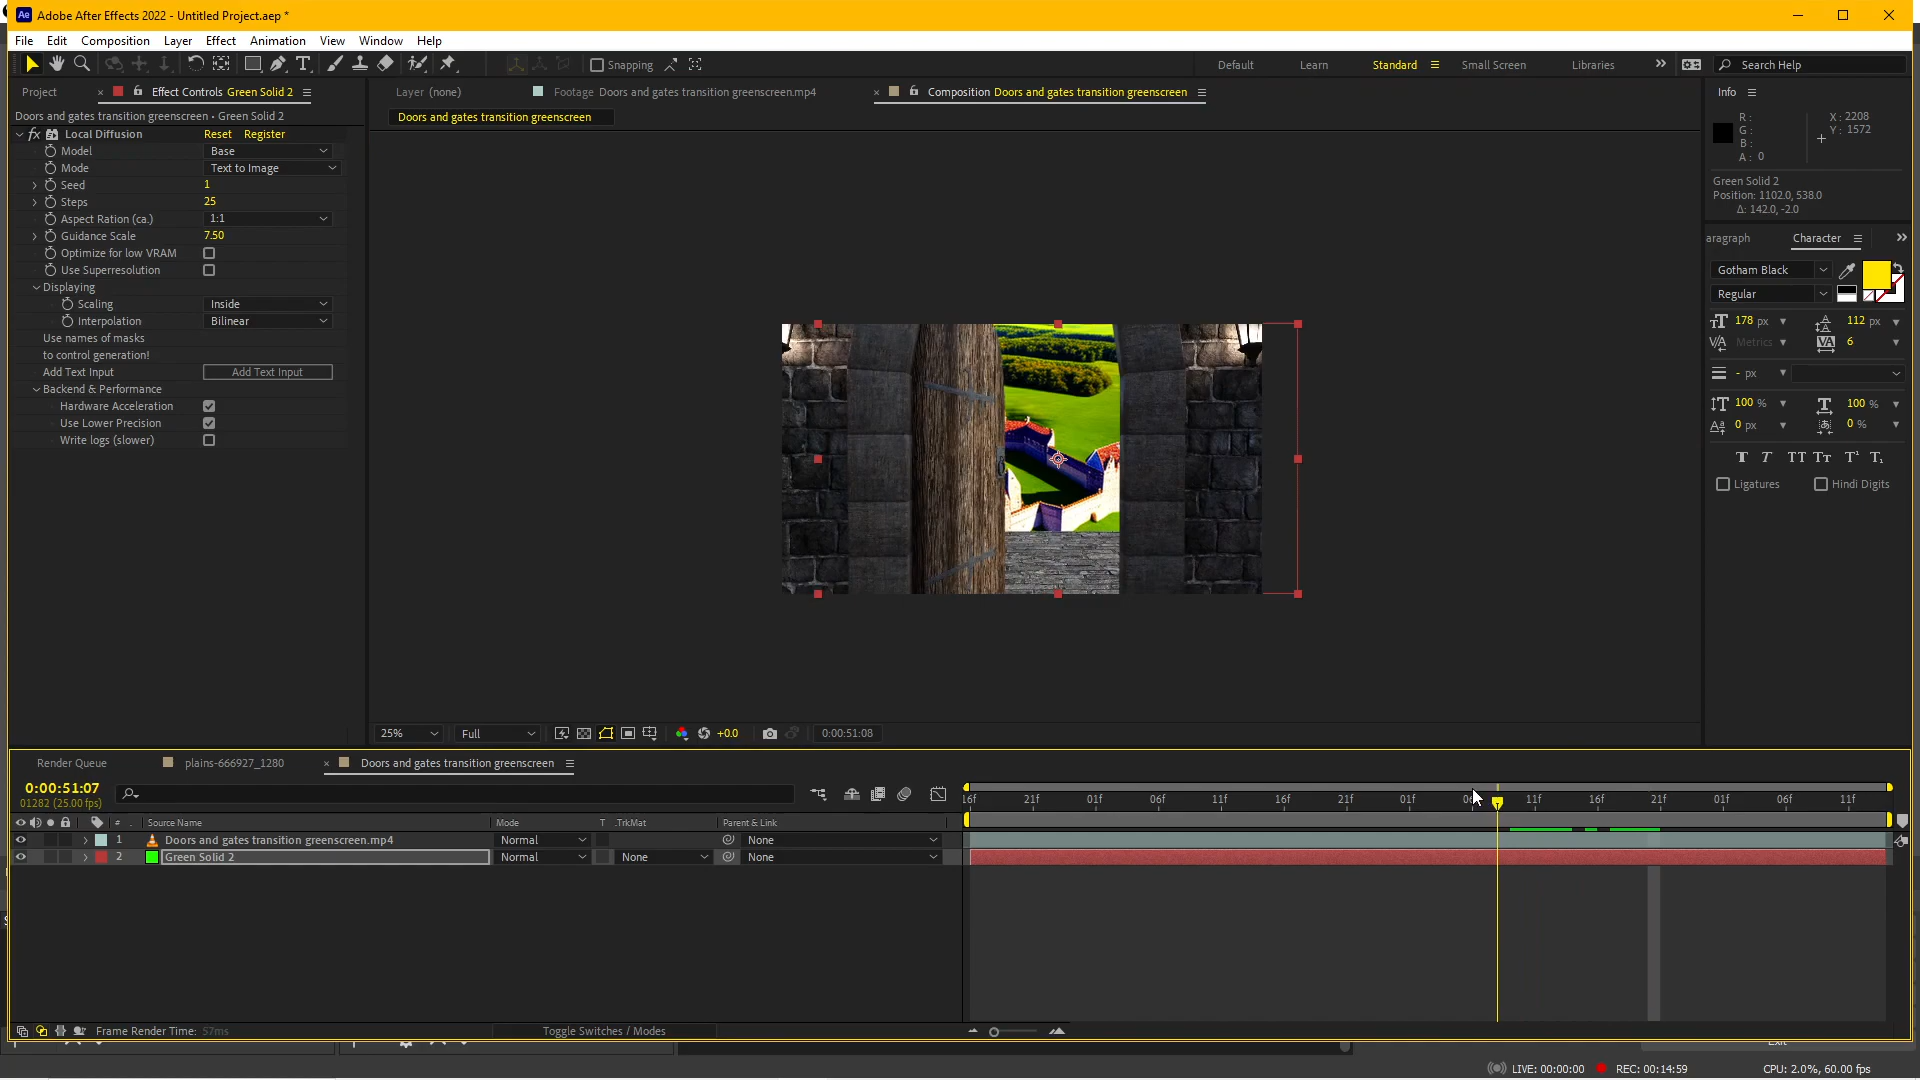 Ae Adobe After Effects 2022 - Untitled Project.aep *
File Edit Composition Layer Effect Animation View Window Help
Snapping Default Learn Standard Small Screen Libraries Search Help
Project Effect Controls Green Solid 2 Layer (none) Footage Doors and gates transition greenscreen.mp4 Composition Doors and gates transition greenscreen Info
Doors and gates transition greenscreen • Green Solid 2
Doors and gates transition greenscreen
fx Local Diffusion Reset Register
Model Base
Mode Text to Image
Seed 1
Steps 25
Aspect Ration (ca.) 1:1
Guidance Scale 7.50
Optimize for low VRAM
Use Superresolution
Displaying
Scaling Inside
Interpolation Bilinear
Use names of masks
to control generation!
Add Text Input Add Text Input
Backend & Performance
Hardware Acceleration
Use Lower Precision
Write logs (slower)
R: X: 2208
G: Y: 1572
B:
A: 0
Green Solid 2
Position: 1102.0, 538.0
Δ: 142.0, -2.0
aragraph Character
Gotham Black
Regular
178 px 112 px
Metrics 6
- px
100 % 100 %
0 px 0 %
T T TT Tr T¹ T₁
Ligatures Hindi Digits
25% Full +0.0 0:00:51:08
Render Queue plains-666927_1280 Doors and gates transition greenscreen
0:00:51:07
01282 (25.00 fps)
16f 21f 01f 06f 11f 16f 21f 01f 11f 16f 21f 01f 06f 11f
# Source Name Mode T .TrkMat Parent & Link
1 Doors and gates transition greenscreen.mp4 Normal None
2 Green Solid 2 Normal None None
Frame Render Time: 57ms Toggle Switches / Modes
LIVE: 00:00:00 REC: 00:14:59 CPU: 2.0%, 60.00 fps